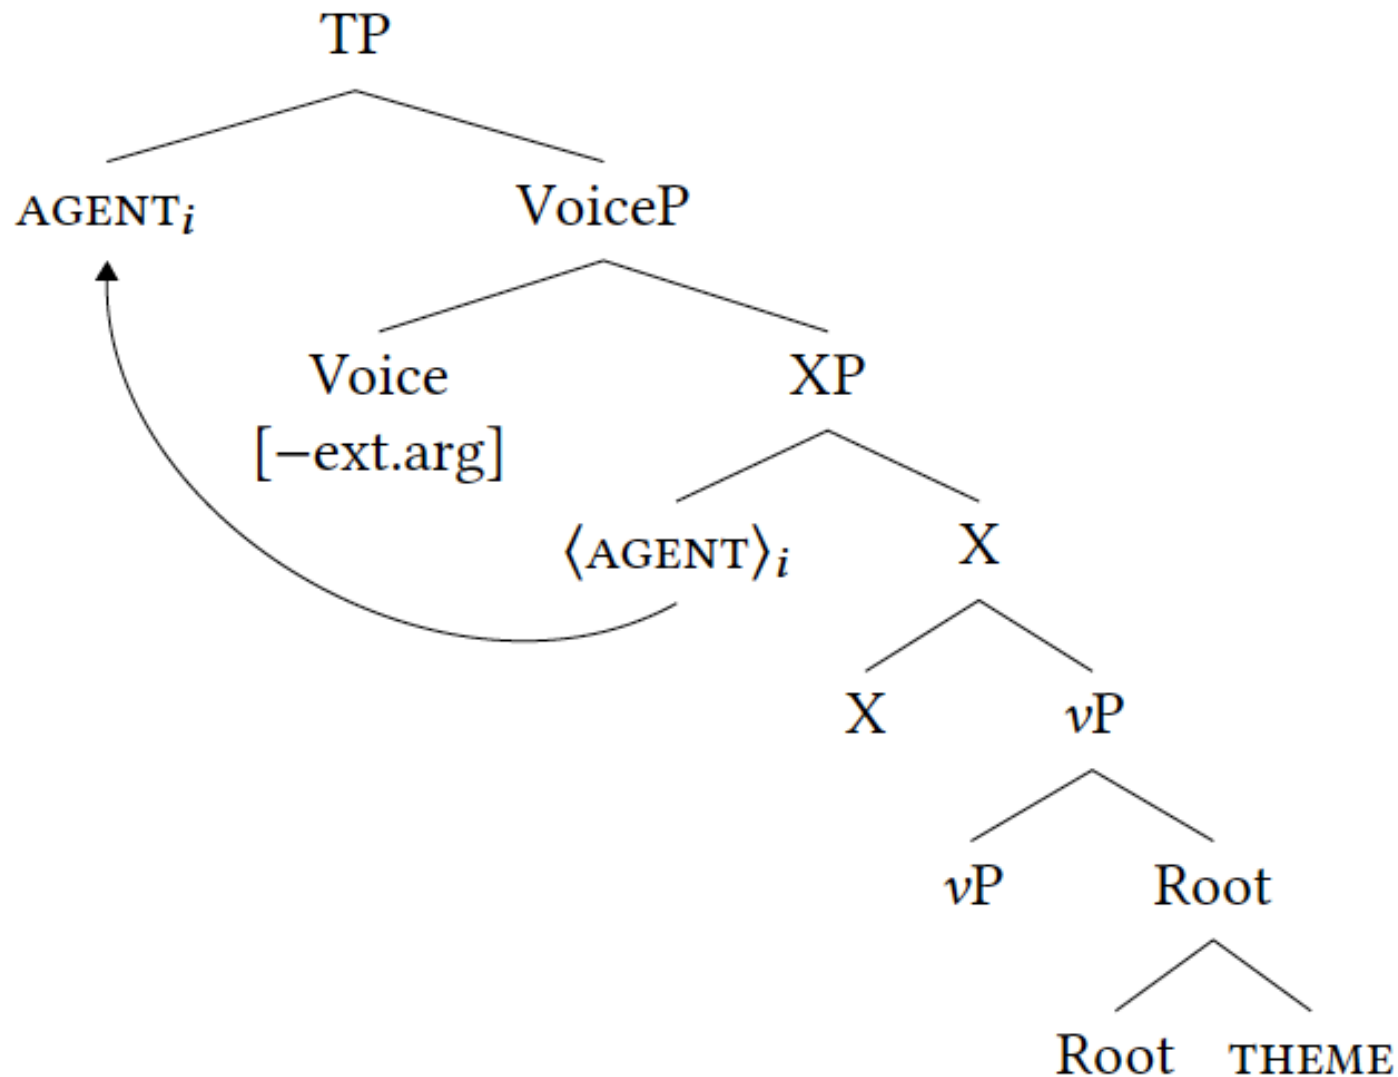 TP
AGENTi VoiceP
Voice XP
[−ext.arg]
⟨AGENT⟩i X
X vP
vP Root
Root THEME